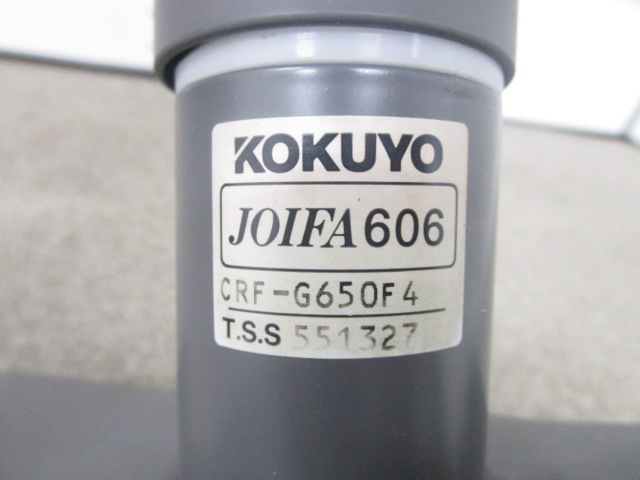 KOKUYO
JOIFA 606
CRF-G650F4
T.S.S 551327